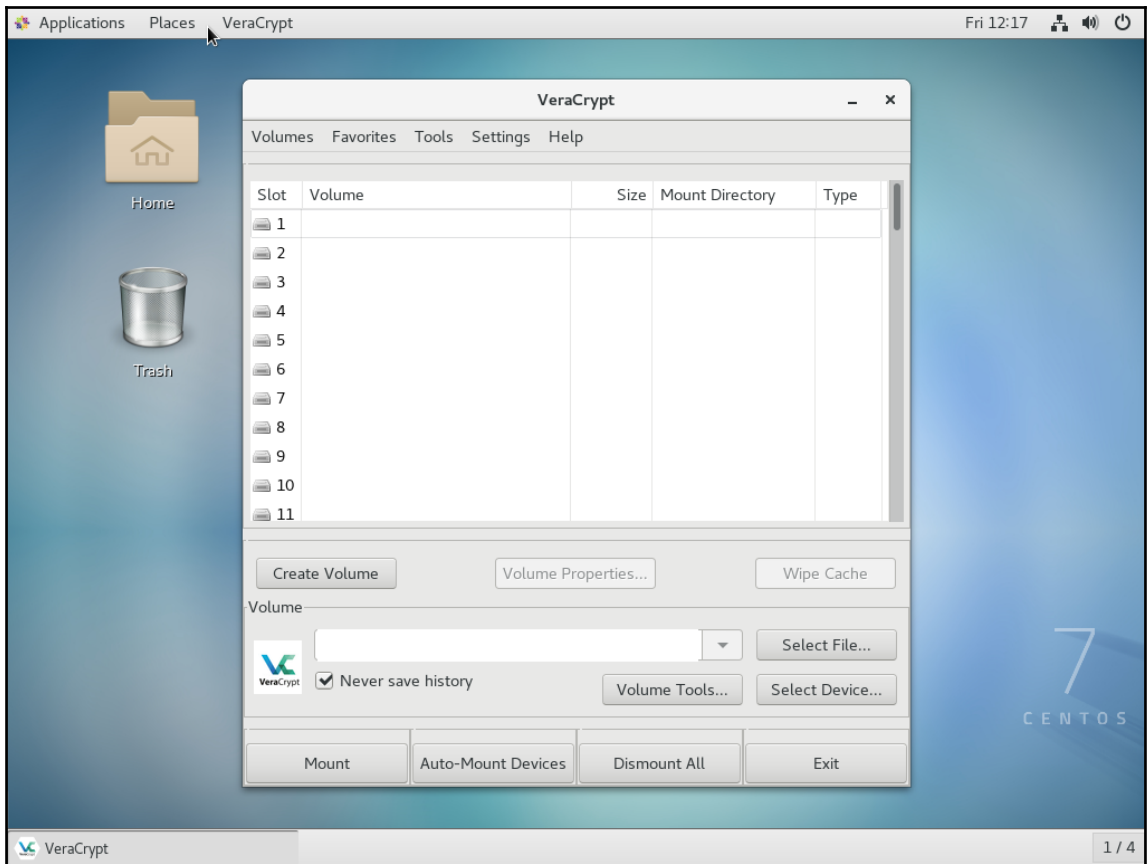 Applications Places VeraCrypt Fri 12:17
Home
Trash
VeraCrypt
Volumes Favorites Tools Settings Help
Slot Volume Size Mount Directory Type
1
2
3
4
5
6
7
8
9
10
11
Create Volume Volume Properties... Wipe Cache
Volume
VeraCrypt
Select File...
Never save history
Volume Tools... Select Device...
Mount Auto-Mount Devices Dismount All Exit
7
CENTOS
VeraCrypt 1 / 4